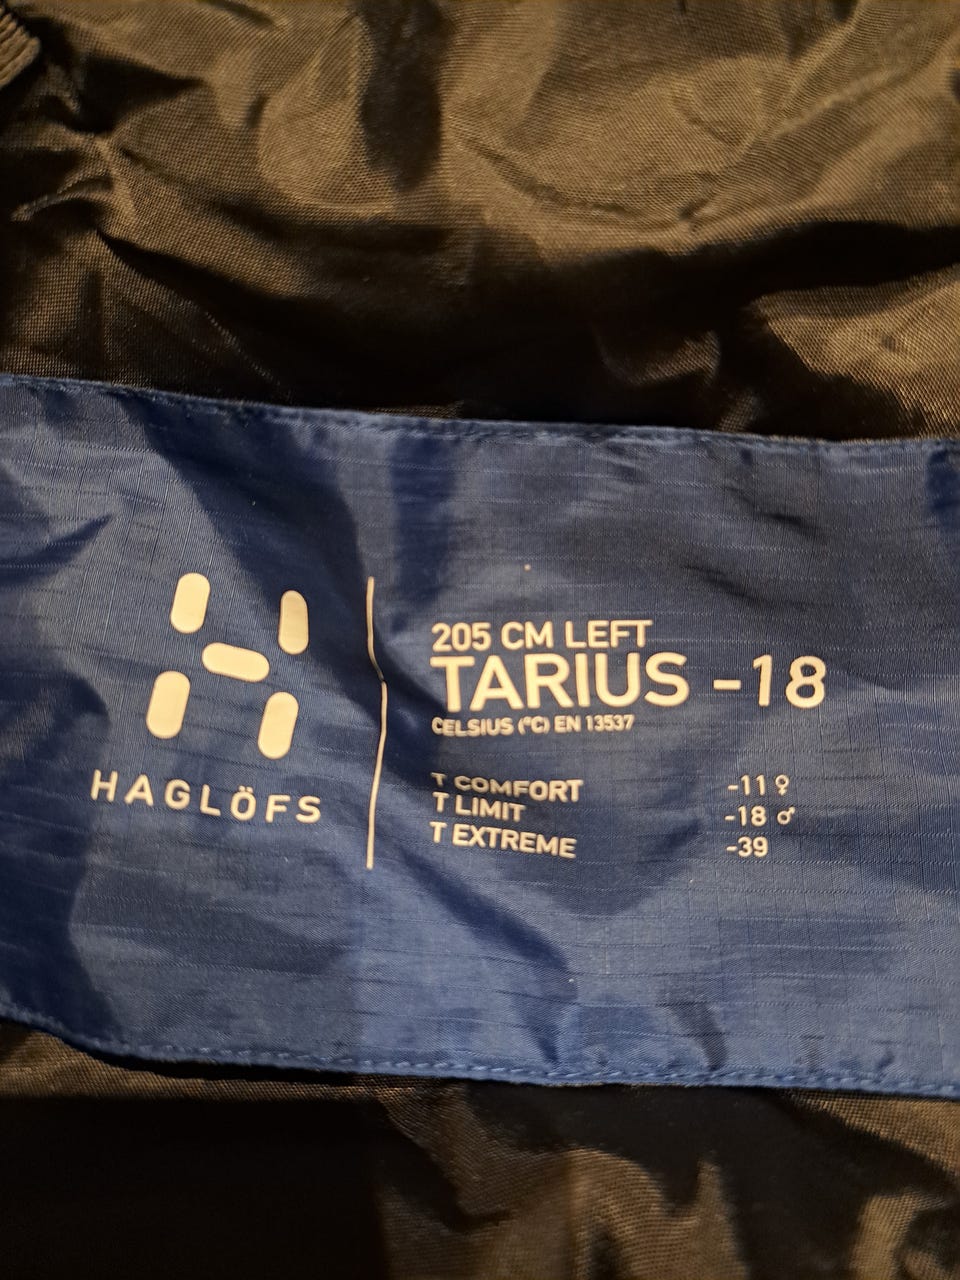 HAGLÖFS
205 CM LEFT
TARIUS -18
CELSIUS (°C) EN 13537
T COMFORT -11 ♀
T LIMIT -18 ♂
T EXTREME -39